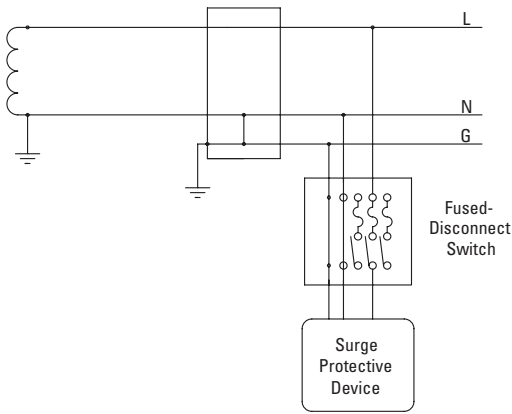 L
N
G
Fused-
Disconnect
Switch
Surge
Protective
Device